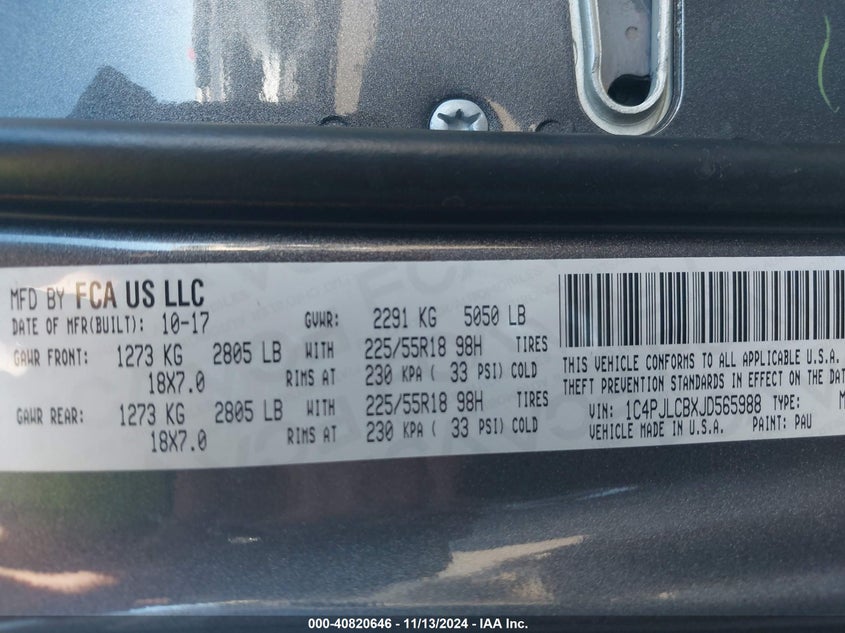 MFD BY FCA US LLC
DATE OF MFR(BUILT): 10-17 GVWR: 2291 KG 5050 LB
GAWR FRONT: 1273 KG 2805 LB WITH 225/55R18 98H TIRES
18X7.0 RIMS AT 230 KPA ( 33 PSI) COLD
GAWR REAR: 1273 KG 2805 LB WITH 225/55R18 98H TIRES
18X7.0 RIMS AT 230 KPA ( 33 PSI) COLD
THIS VEHICLE CONFORMS TO ALL APPLICABLE U.S.A.
THEFT PREVENTION STANDARDS IN EFFECT ON THE DA
VIN: 1C4PJLCBXJD565988 TYPE: M
VEHICLE MADE IN U.S.A. PAINT: PAU
000-40820646 - 11/13/2024 - IAA Inc.